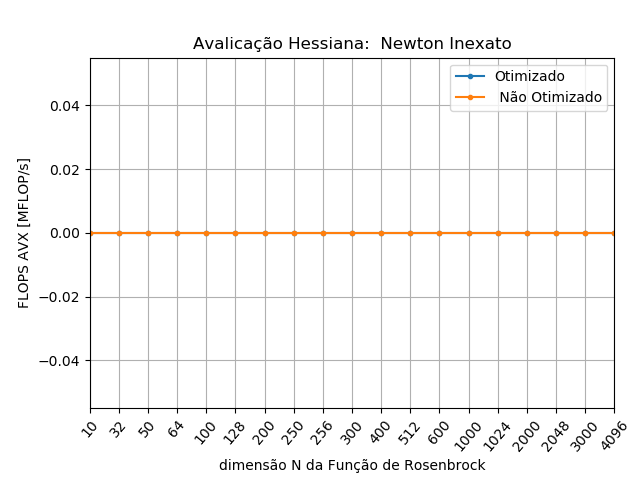 Avalicação Hessiana:  Newton Inexato
Otimizado
Não Otimizado
FLOPS AVX [MFLOP/s]
0.04
0.02
0.00
−0.02
−0.04
10 32 50 64 100 128 200 250 256 300 400 512 600 1000 1024 2000 2048 3000 4096
dimensão N da Função de Rosenbrock